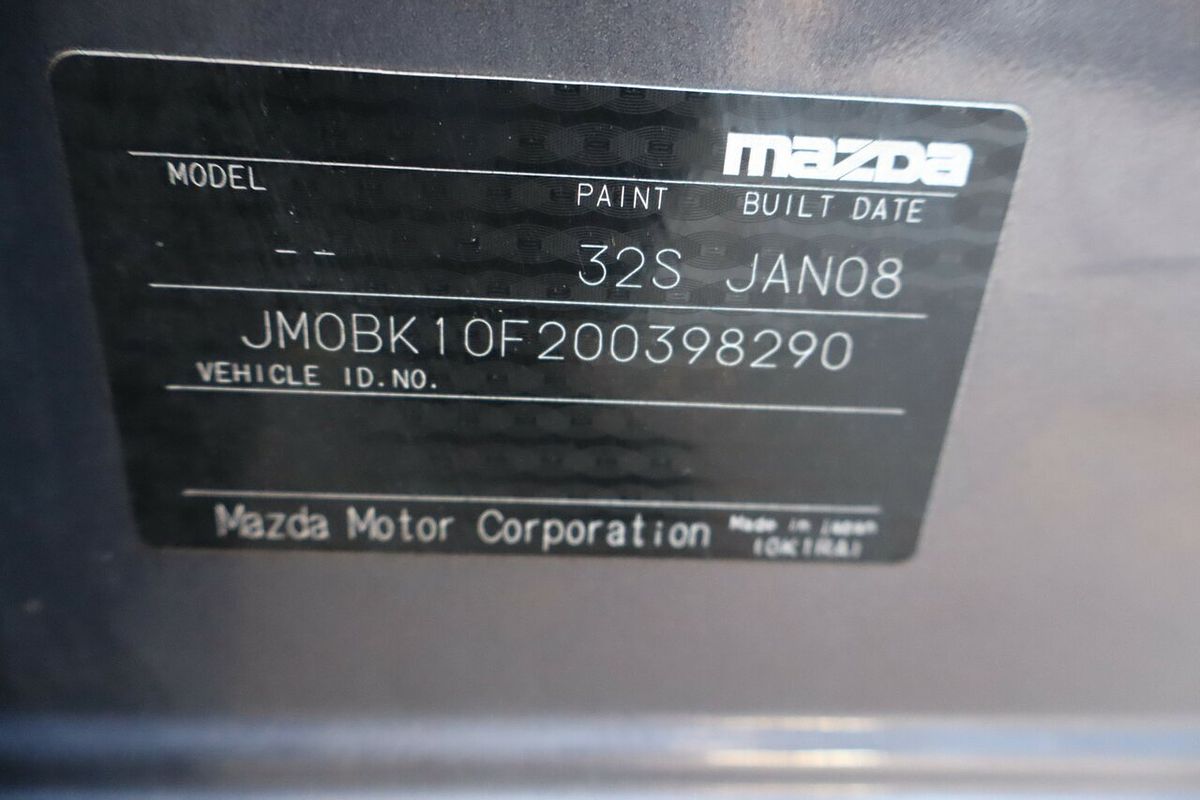 mazda
MODEL PAINT BUILT DATE
-- 32S JAN08
JM0BK10F200398290
VEHICLE ID.NO.
Mazda Motor Corporation Made in Japan